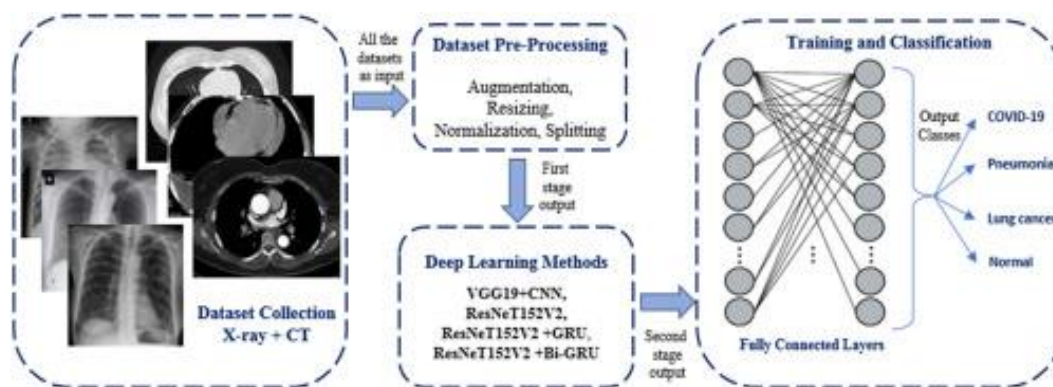 All the
datasets
as input
Dataset Collection
X-ray + CT
Dataset Pre-Processing
Augmentation,
Resizing,
Normalization, Splitting
First
stage
output
Deep Learning Methods
VGG19+CNN,
ResNeT152V2,
ResNeT152V2 +GRU,
ResNeT152V2 +Bi-GRU
Second
stage
output
Training and Classification
Output
Classes
COVID-19
Pneumonia
Lung cancer
Normal
Fully Connected Layers